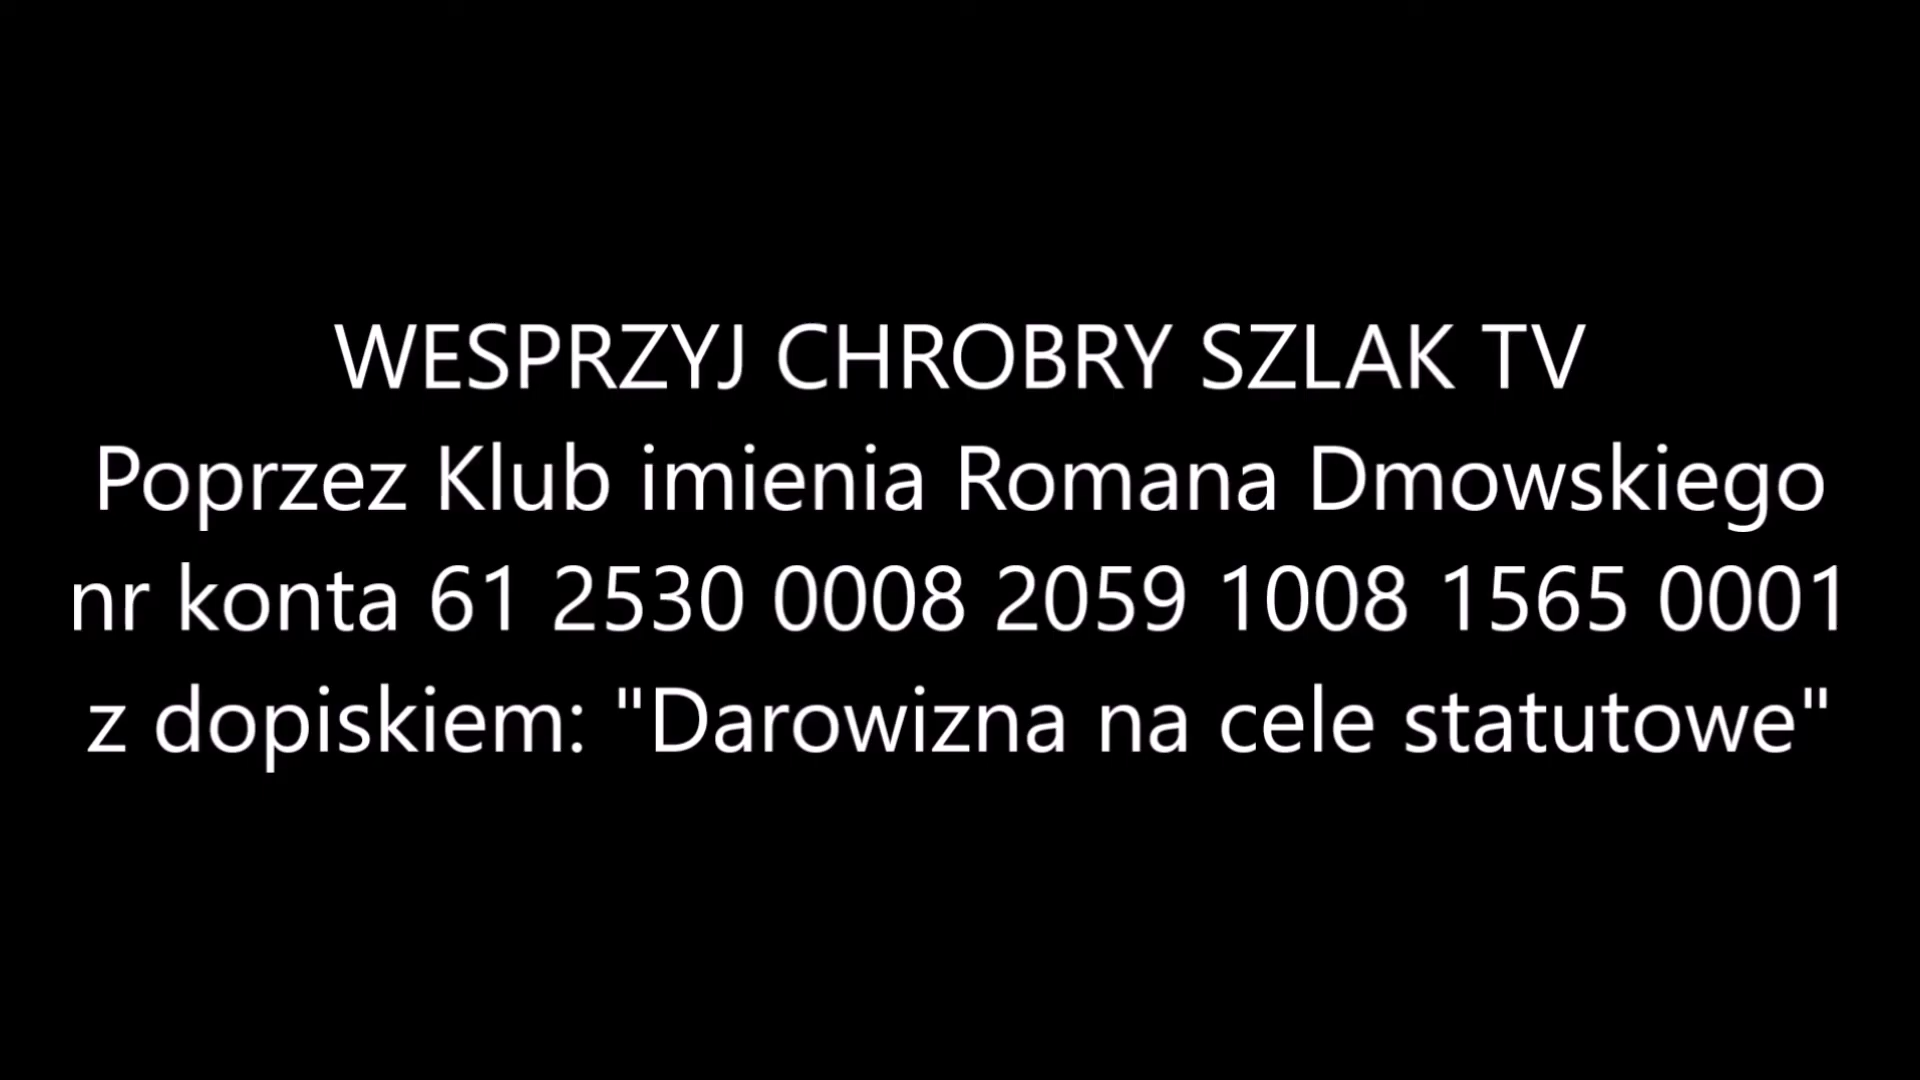 WESPRZYJ CHROBRY SZLAK TV
Poprzez Klub imienia Romana Dmowskiego
nr konta 61 2530 0008 2059 1008 1565 0001
z dopiskiem: "Darowizna na cele statutowe"